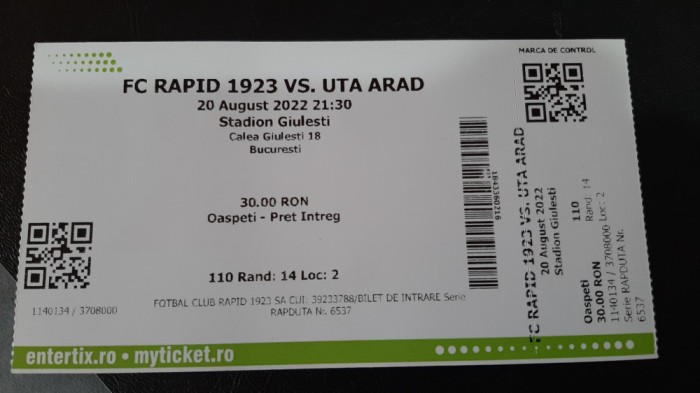 FC RAPID 1923 VS. UTA ARAD
20 August 2022 21:30
Stadion Giulesti
Calea Giulesti 18
Bucuresti
30.00 RON
Oaspeti - Pret Intreg
110 Rand: 14 Loc: 2
1140134 / 3708000
FOTBAL CLUB RAPID 1923 SA CUI: 39233788/BILET DE INTRARE Serie
RAPDUTA Nr. 6537
entertix.ro • myticket.ro
1843360216
MARCA DE CONTROL
FC RAPID 1923 VS. UTA ARAD
20 August 2022
Stadion Giulesti
110
Rand: 14
Loc: 2
Oaspeti
30.00 RON
1140134 / 3708000
Serie RAPDUTA Nr.
6537